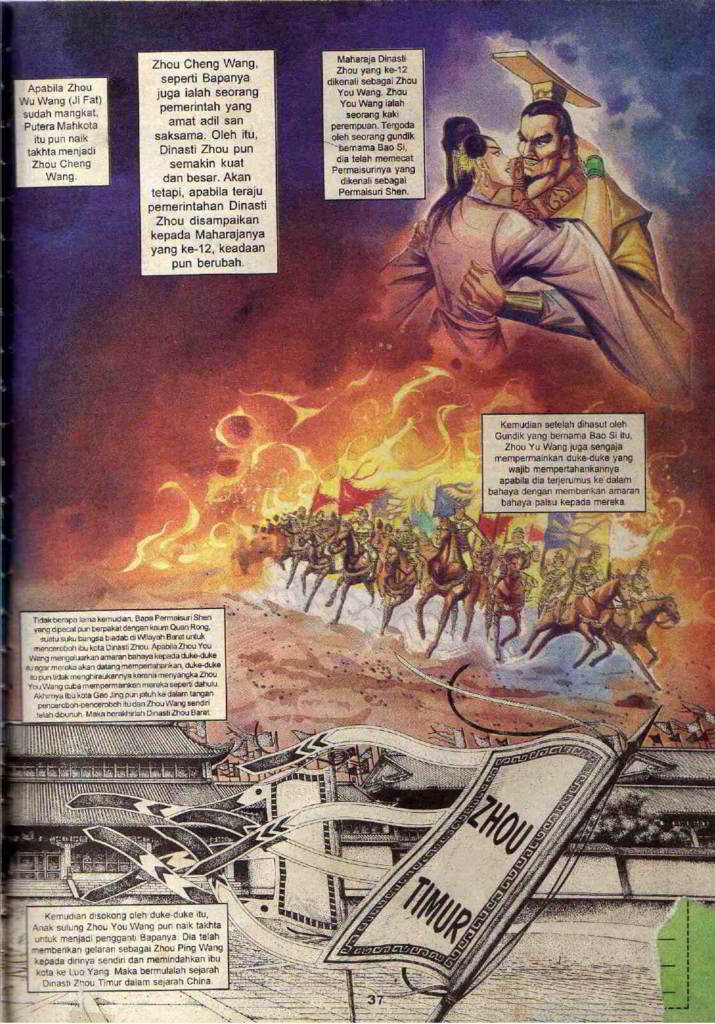 Apabila Zhou
Wu Wang (Ji Fat)
sudah mangkat,
Putera Mahkota
itu pun naik
takhta menjadi
Zhou Cheng
Wang.
Zhou Cheng Wang,
seperti Bapanya
juga ialah seorang
pemerintah yang
amat adil san
saksama. Oleh itu,
Dinasti Zhou pun
semakin kuat
dan besar. Akan
tetapi, apabila teraju
pemerintahan Dinasti
Zhou disampaikan
kepada Maharajanya
yang ke-12, keadaan
pun berubah.
Maharaja Dinasti
Zhou yang ke-12
dikenali sebagai Zhou
You Wang. Zhou
You Wang ialah
seorang kaki
perempuan. Tergoda
oleh seorang gundik
bernama Bao Si,
dia telah memecat
Permaisurinya yang
dikenali sebagai
Permaisuri Shen.
Kemudian setelah dihasut oleh
Gundik yang bernama Bao Si itu,
Zhou Yu Wang juga sengaja
mempermainkan duke-duke yang
wajib mempertahankannya
apabila dia terjerumus ke dalam
bahaya dengan memberikan amaran
bahaya palsu kepada mereka.
Tidak berapa lama kemudian, Bapa Permaisuri Shen
yang dipecat pun berpakat dengan kaum Quan Rong,
suatu suku bangsa biadab di Wilayah Barat untuk
menceroboh ibu kota Dinasti Zhou. Apabila Zhou You
Wang mengeluarkan amaran bahaya kepada duke-duke
itu agar mereka akan datang mempertahankan, duke-duke
itu pun tidak menghiraukannya kerana menyangka Zhou
You Wang cuba mempermainkan mereka seperti dahulu.
Akhirnya Ibu kota Gao Jing pun jatuh ke dalam tangan
penceroboh-penceroboh itu dan Zhou Wang sendiri
telah dibunuh. Maka berakhirlah Dinasti Zhou Barat.
ZHOU
TIMUR
Kemudian disokong oleh duke-duke itu,
Anak sulung Zhou You Wang pun naik takhta
untuk menjadi pengganti Bapanya. Dia telah
memberikan gelaran sebagai Zhou Ping Wang
kepada dirinya sendiri dan memindahkan ibu
kota ke Luo Yang. Maka bermulalah sejarah
Dinasti Zhou Timur dalam sejarah China.
37